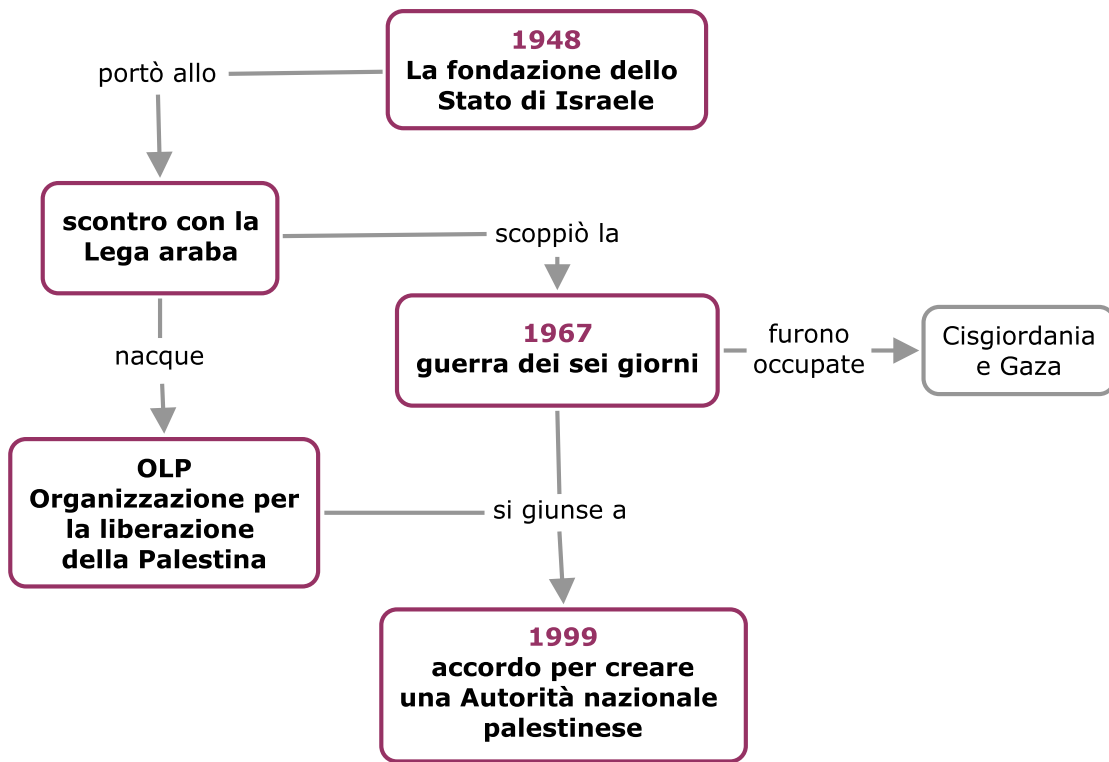 1948
La fondazione dello
Stato di Israele
portò allo
scontro con la
Lega araba
scoppiò la
1967
guerra dei sei giorni
furono
occupate
Cisgiordania
e Gaza
nacque
OLP
Organizzazione per
la liberazione
della Palestina
si giunse a
1999
accordo per creare
una Autorità nazionale
palestinese